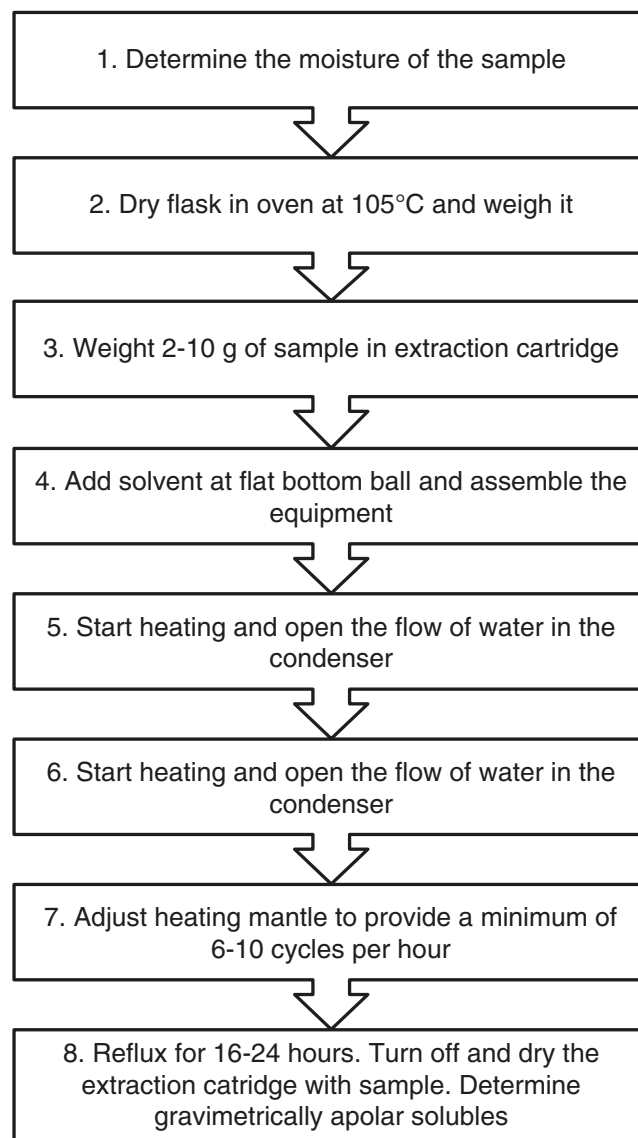 1. Determine the moisture of the sample
2. Dry flask in oven at 105°C and weigh it
3. Weight 2-10 g of sample in extraction cartridge
4. Add solvent at flat bottom ball and assemble the
equipment
5. Start heating and open the flow of water in the
condenser
6. Start heating and open the flow of water in the
condenser
7. Adjust heating mantle to provide a minimum of
6-10 cycles per hour
8. Reflux for 16-24 hours. Turn off and dry the
extraction catridge with sample. Determine
gravimetrically apolar solubles